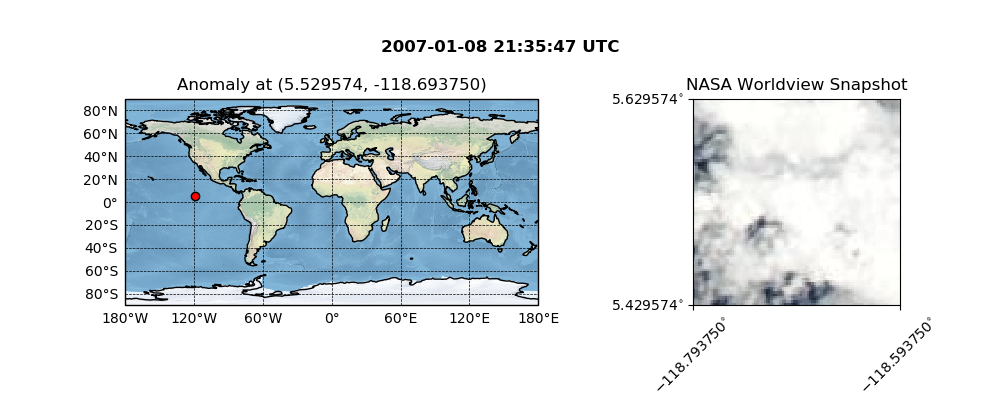 2007-01-08 21:35:47 UTC
Anomaly at (5.529574, -118.693750)
80°N
60°N
40°N
20°N
0°
20°S
40°S
60°S
80°S
180°W 120°W 60°W 0° 60°E 120°E 180°E
NASA Worldview Snapshot
5.629574°
5.429574°
−118.793750° −118.593750°